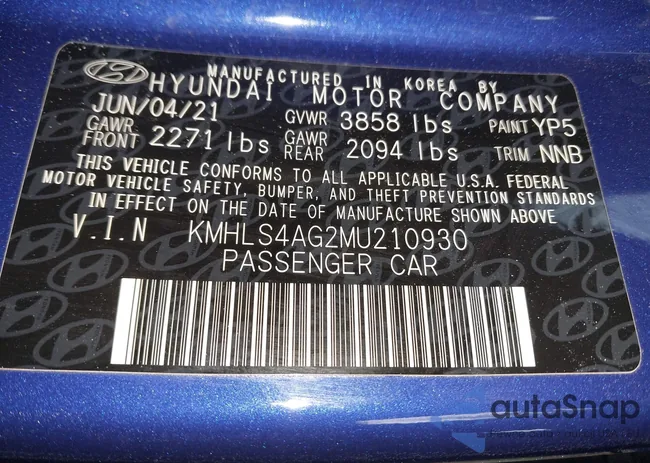 MANUFACTURED IN KOREA BY
HYUNDAI MOTOR COMPANY
JUN/04/21 GVWR 3858 lbs PAINT YP5
GAWR FRONT 2271 lbs GAWR REAR 2094 lbs TRIM NNB
THIS VEHICLE CONFORMS TO ALL APPLICABLE U.S.A. FEDERAL
MOTOR VEHICLE SAFETY, BUMPER, AND THEFT PREVENTION STANDARDS
IN EFFECT ON THE DATE OF MANUFACTURE SHOWN ABOVE
V.I.N KMHLS4AG2MU210930
PASSENGER CAR
autaSnap